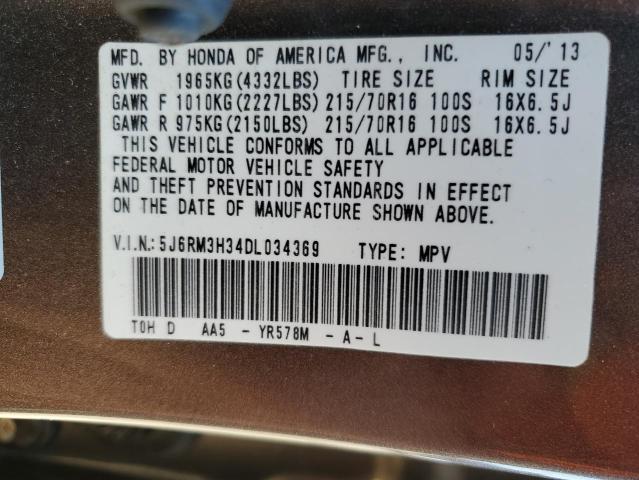 MFD. BY HONDA OF AMERICA MFG., INC. 05/'13
GVWR 1965KG(4332LBS) TIRE SIZE RIM SIZE
GAWR F 1010KG(2227LBS) 215/70R16 100S 16X6.5J
GAWR R 975KG(2150LBS) 215/70R16 100S 16X6.5J
THIS VEHICLE CONFORMS TO ALL APPLICABLE
FEDERAL MOTOR VEHICLE SAFETY
AND THEFT PREVENTION STANDARDS IN EFFECT
ON THE DATE OF MANUFACTURE SHOWN ABOVE.
V.I.N.:5J6RM3H34DL034369 TYPE: MPV
TOH D AA5 - YR578M - A - L